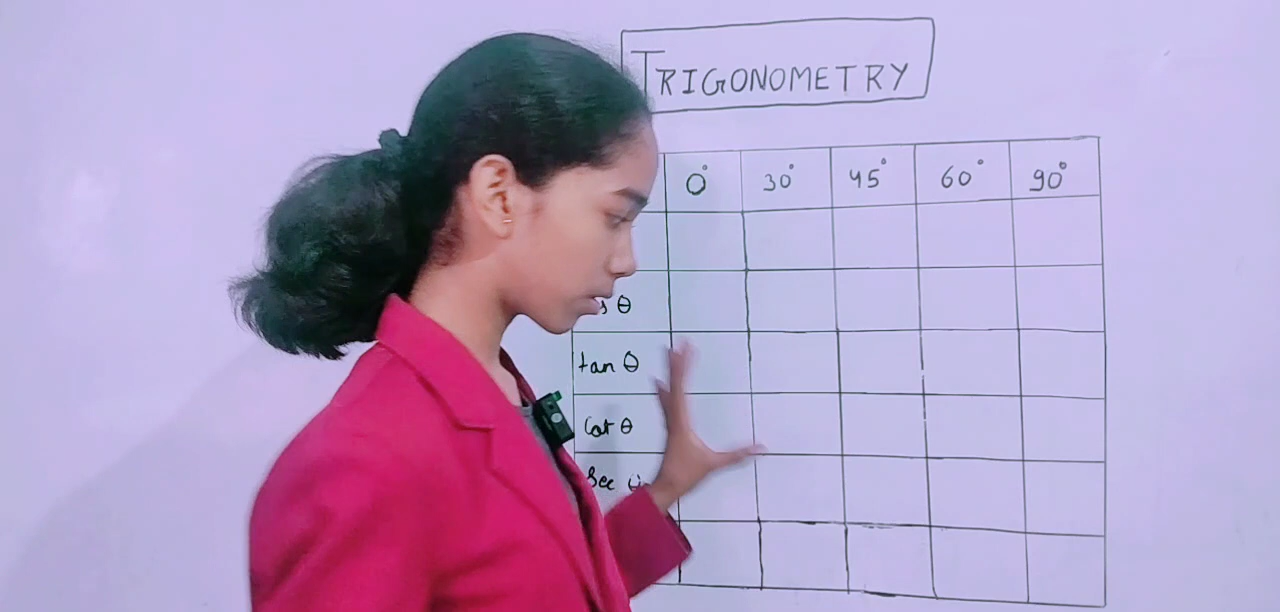 TRIGONOMETRY
0° 30° 45° 60° 90°
s θ
tan θ
Cot θ
Sec θ